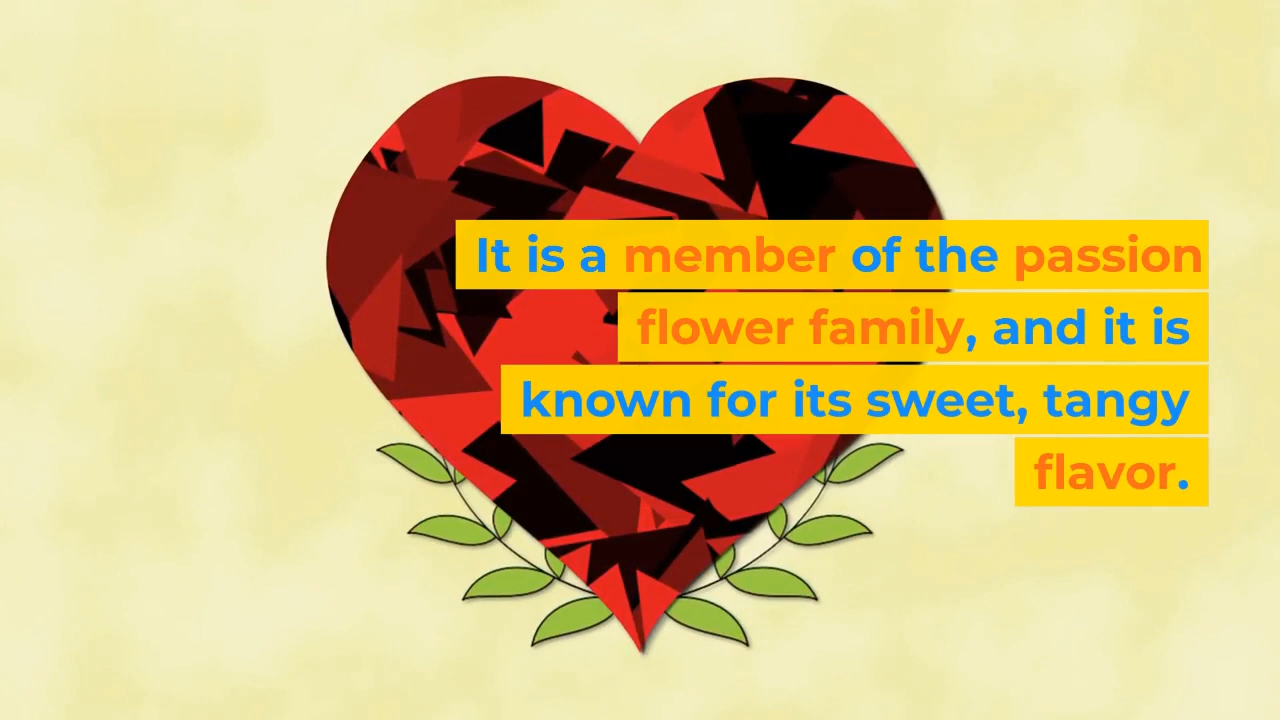 It is a member of the passion
flower family, and it is
known for its sweet, tangy
flavor.